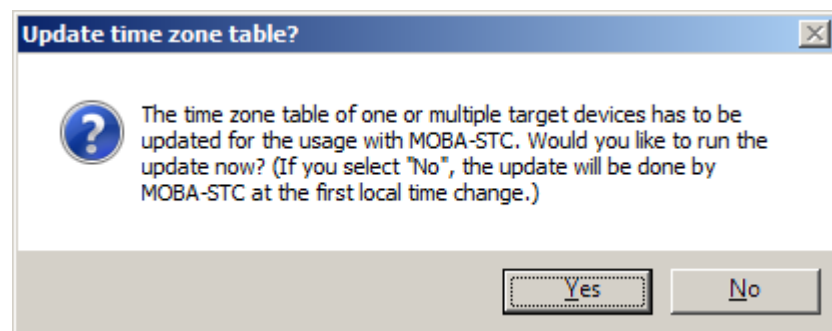 Update time zone table?
The time zone table of one or multiple target devices has to be
updated for the usage with MOBA-STC. Would you like to run the
update now? (If you select "No", the update will be done by
MOBA-STC at the first local time change.)
Yes
No